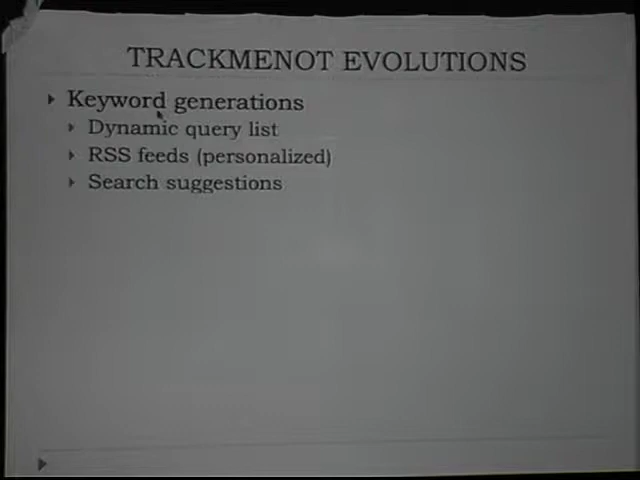 TRACKMENOT EVOLUTIONS
Keyword generations
Dynamic query list
RSS feeds (personalized)
Search suggestions